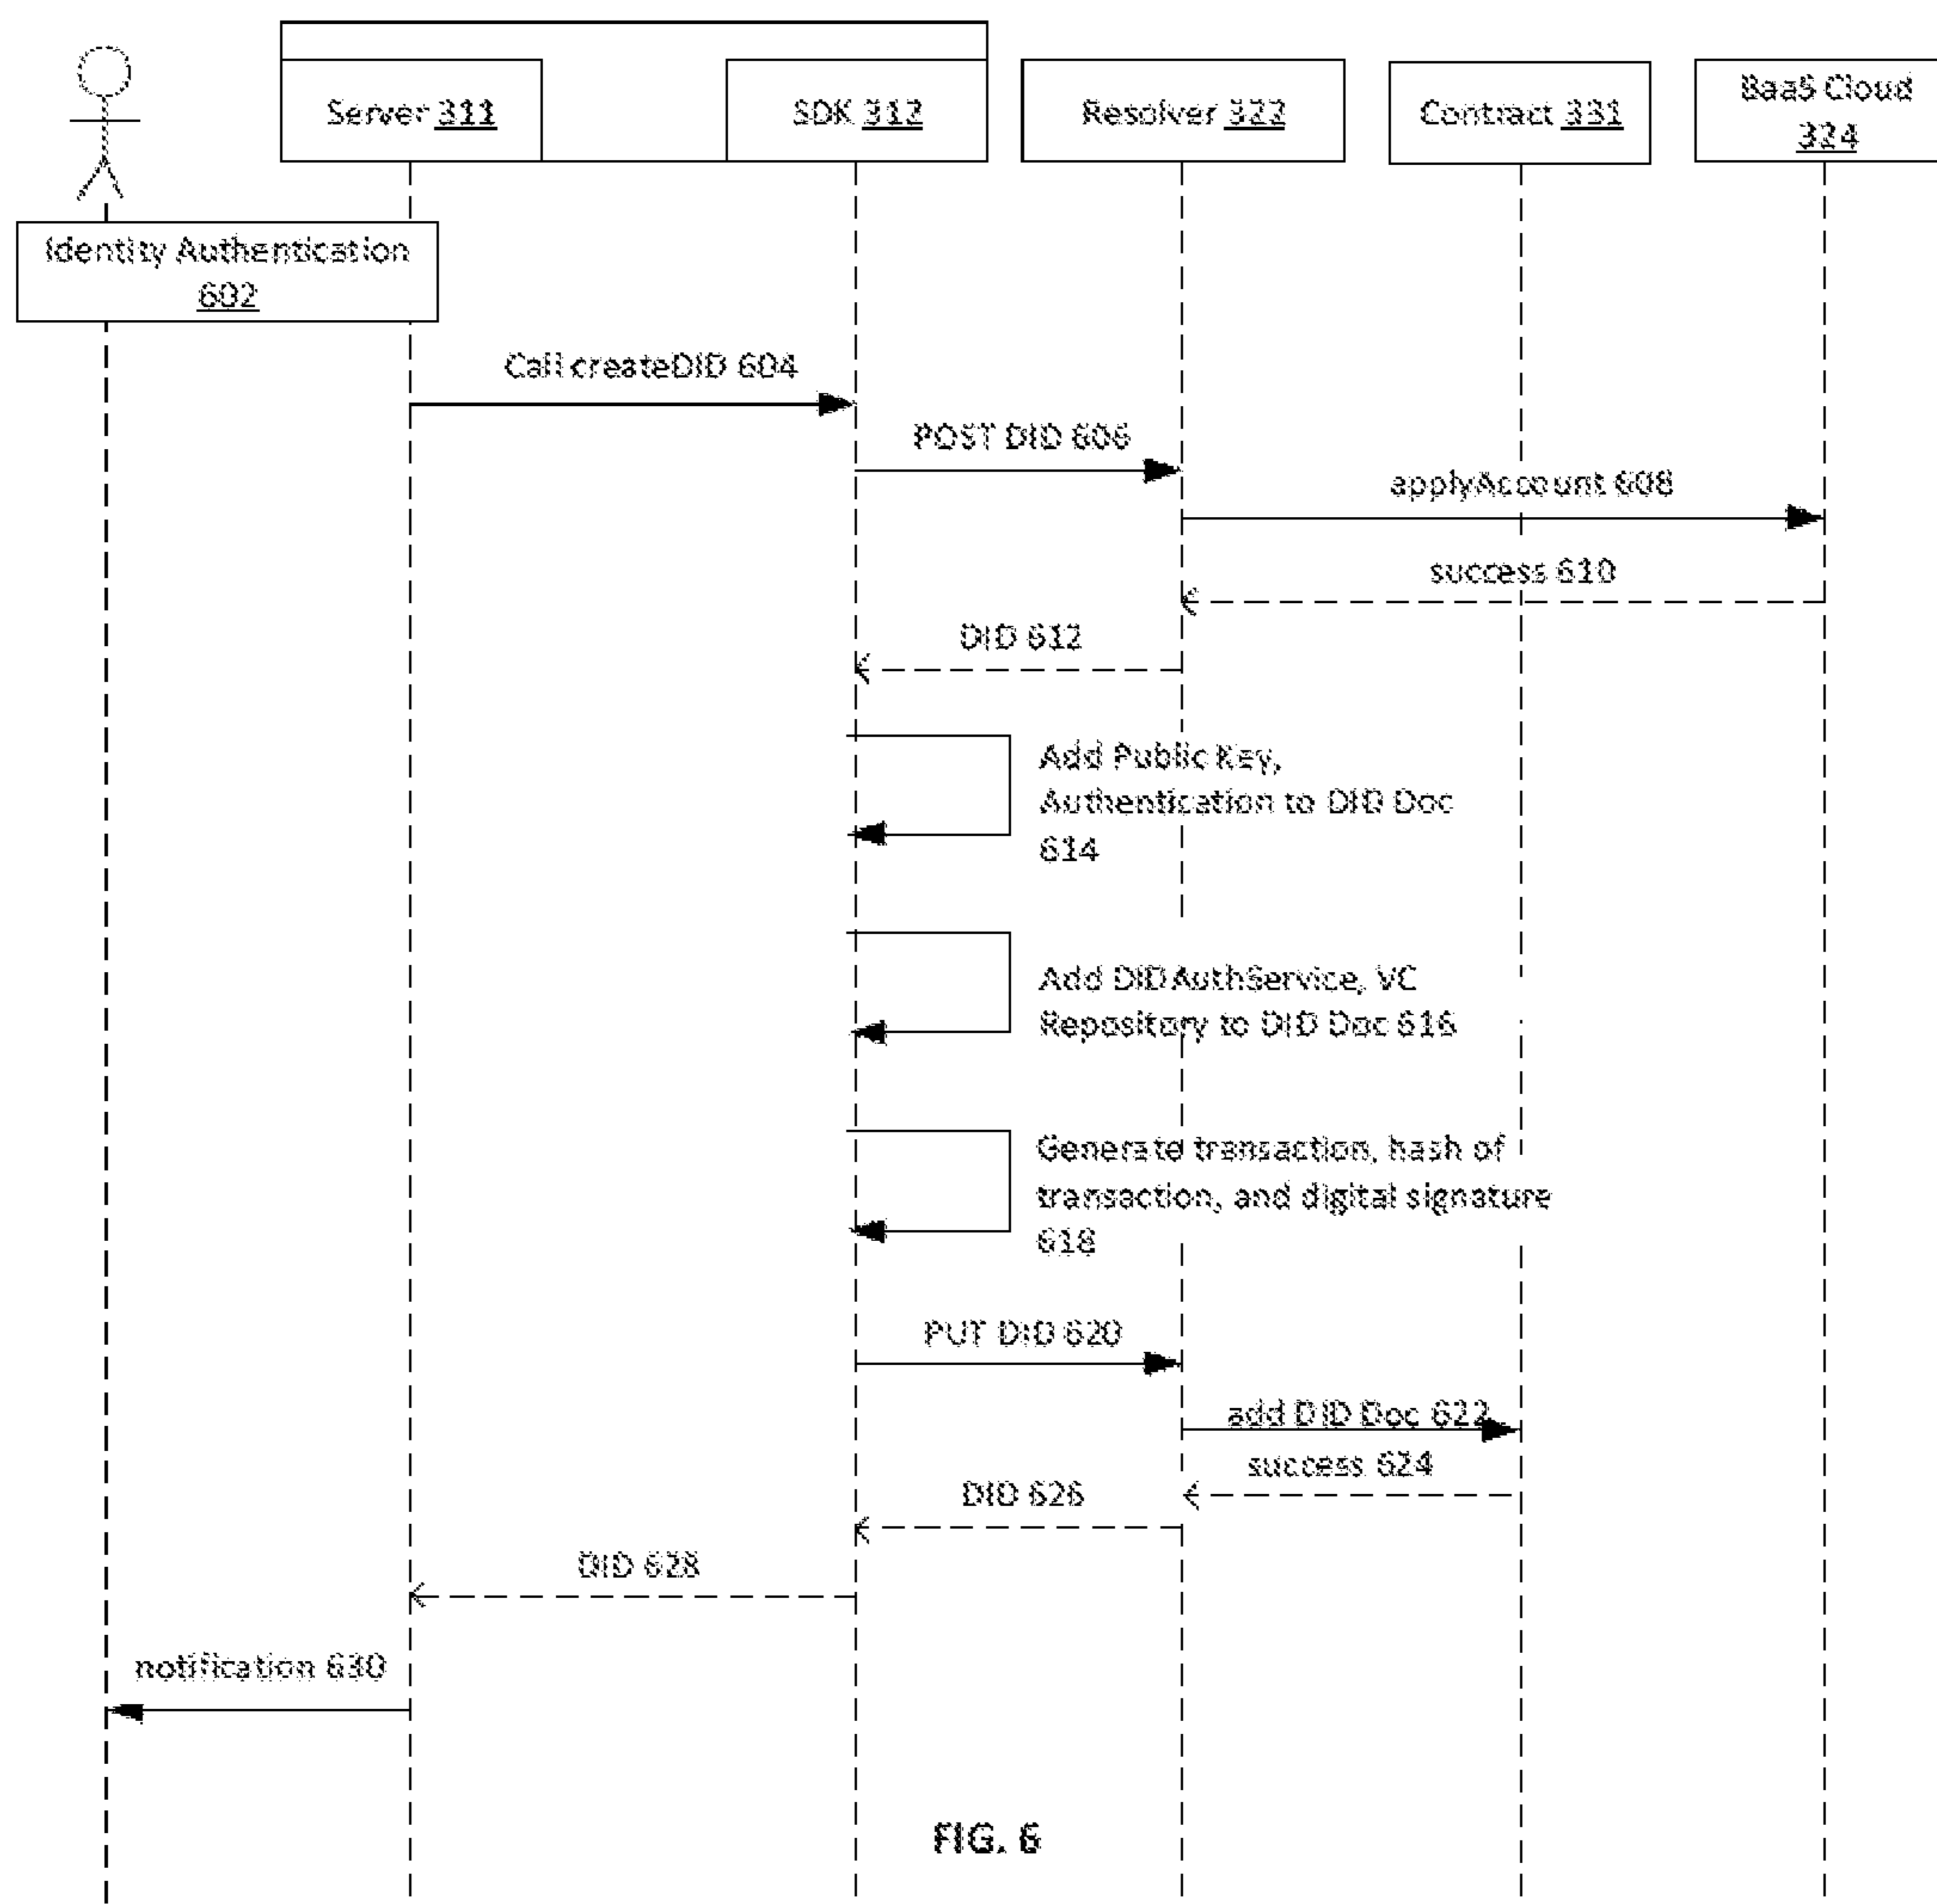 Server 311
SDK 312
Resolver 322
Contract 331
BaaS Cloud
324
Identity Authentication
602
Call createDID 604
POST DID 606
applyAccount 608
success 610
DID 612
Add Public Key,
Authentication to DID Doc
614
Add DIDAuthService, VC
Repository to DID Doc 616
Generate transaction, hash of
transaction, and digital signature
618
PUT DID 620
add DID Doc 622
success 624
DID 626
DID 628
notification 630
FIG. 6